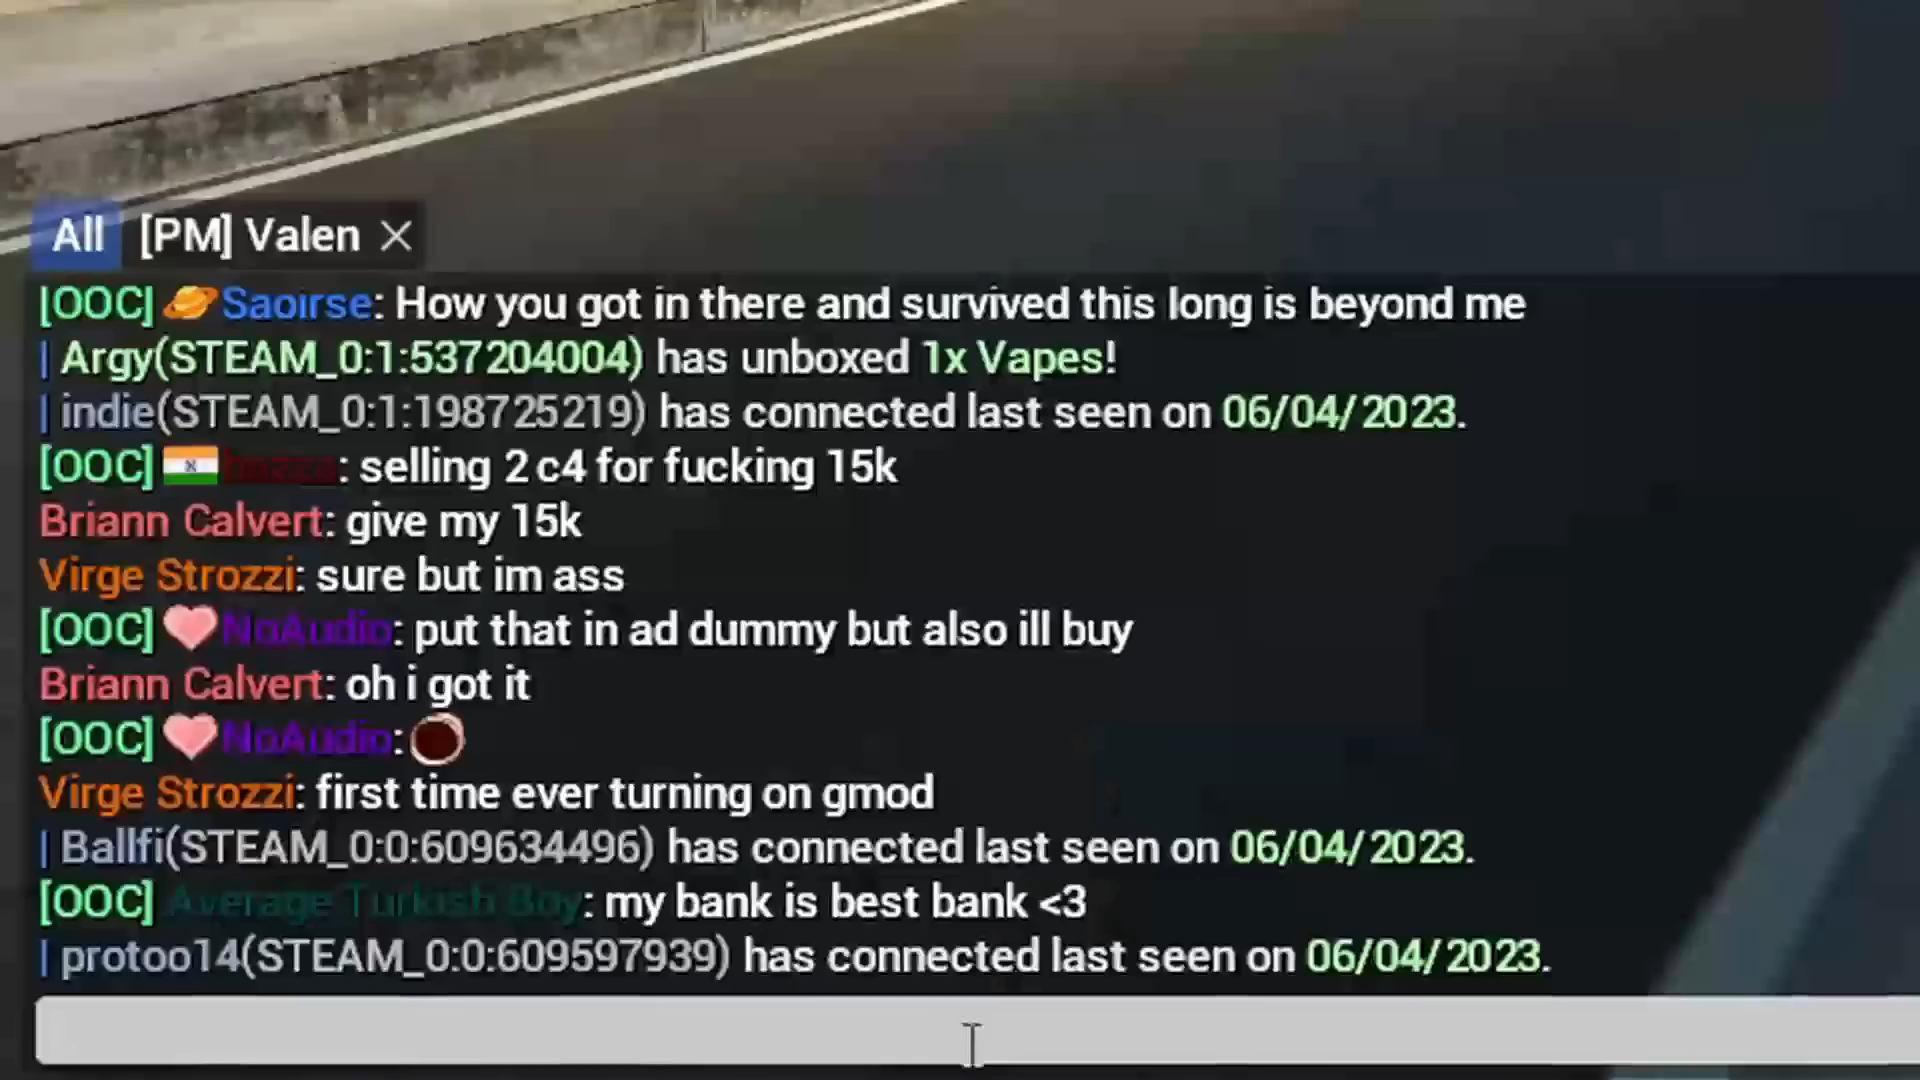 All [PM] Valen ×
[OOC] 🪐Saoirse: How you got in there and survived this long is beyond me
| Argy(STEAM_0:1:537204004) has unboxed 1x Vapes!
| indie(STEAM_0:1:198725219) has connected last seen on 06/04/2023.
[OOC] : selling 2 c4 for fucking 15k
Briann Calvert: give my 15k
Virge Strozzi: sure but im ass
[OOC] 🩷NoAudio: put that in ad dummy but also ill buy
Briann Calvert: oh i got it
[OOC] 🩷NoAudio:
Virge Strozzi: first time ever turning on gmod
| Ballfi(STEAM_0:0:609634496) has connected last seen on 06/04/2023.
[OOC] Average Turkish Boy: my bank is best bank <3
| protoo14(STEAM_0:0:609597939) has connected last seen on 06/04/2023.